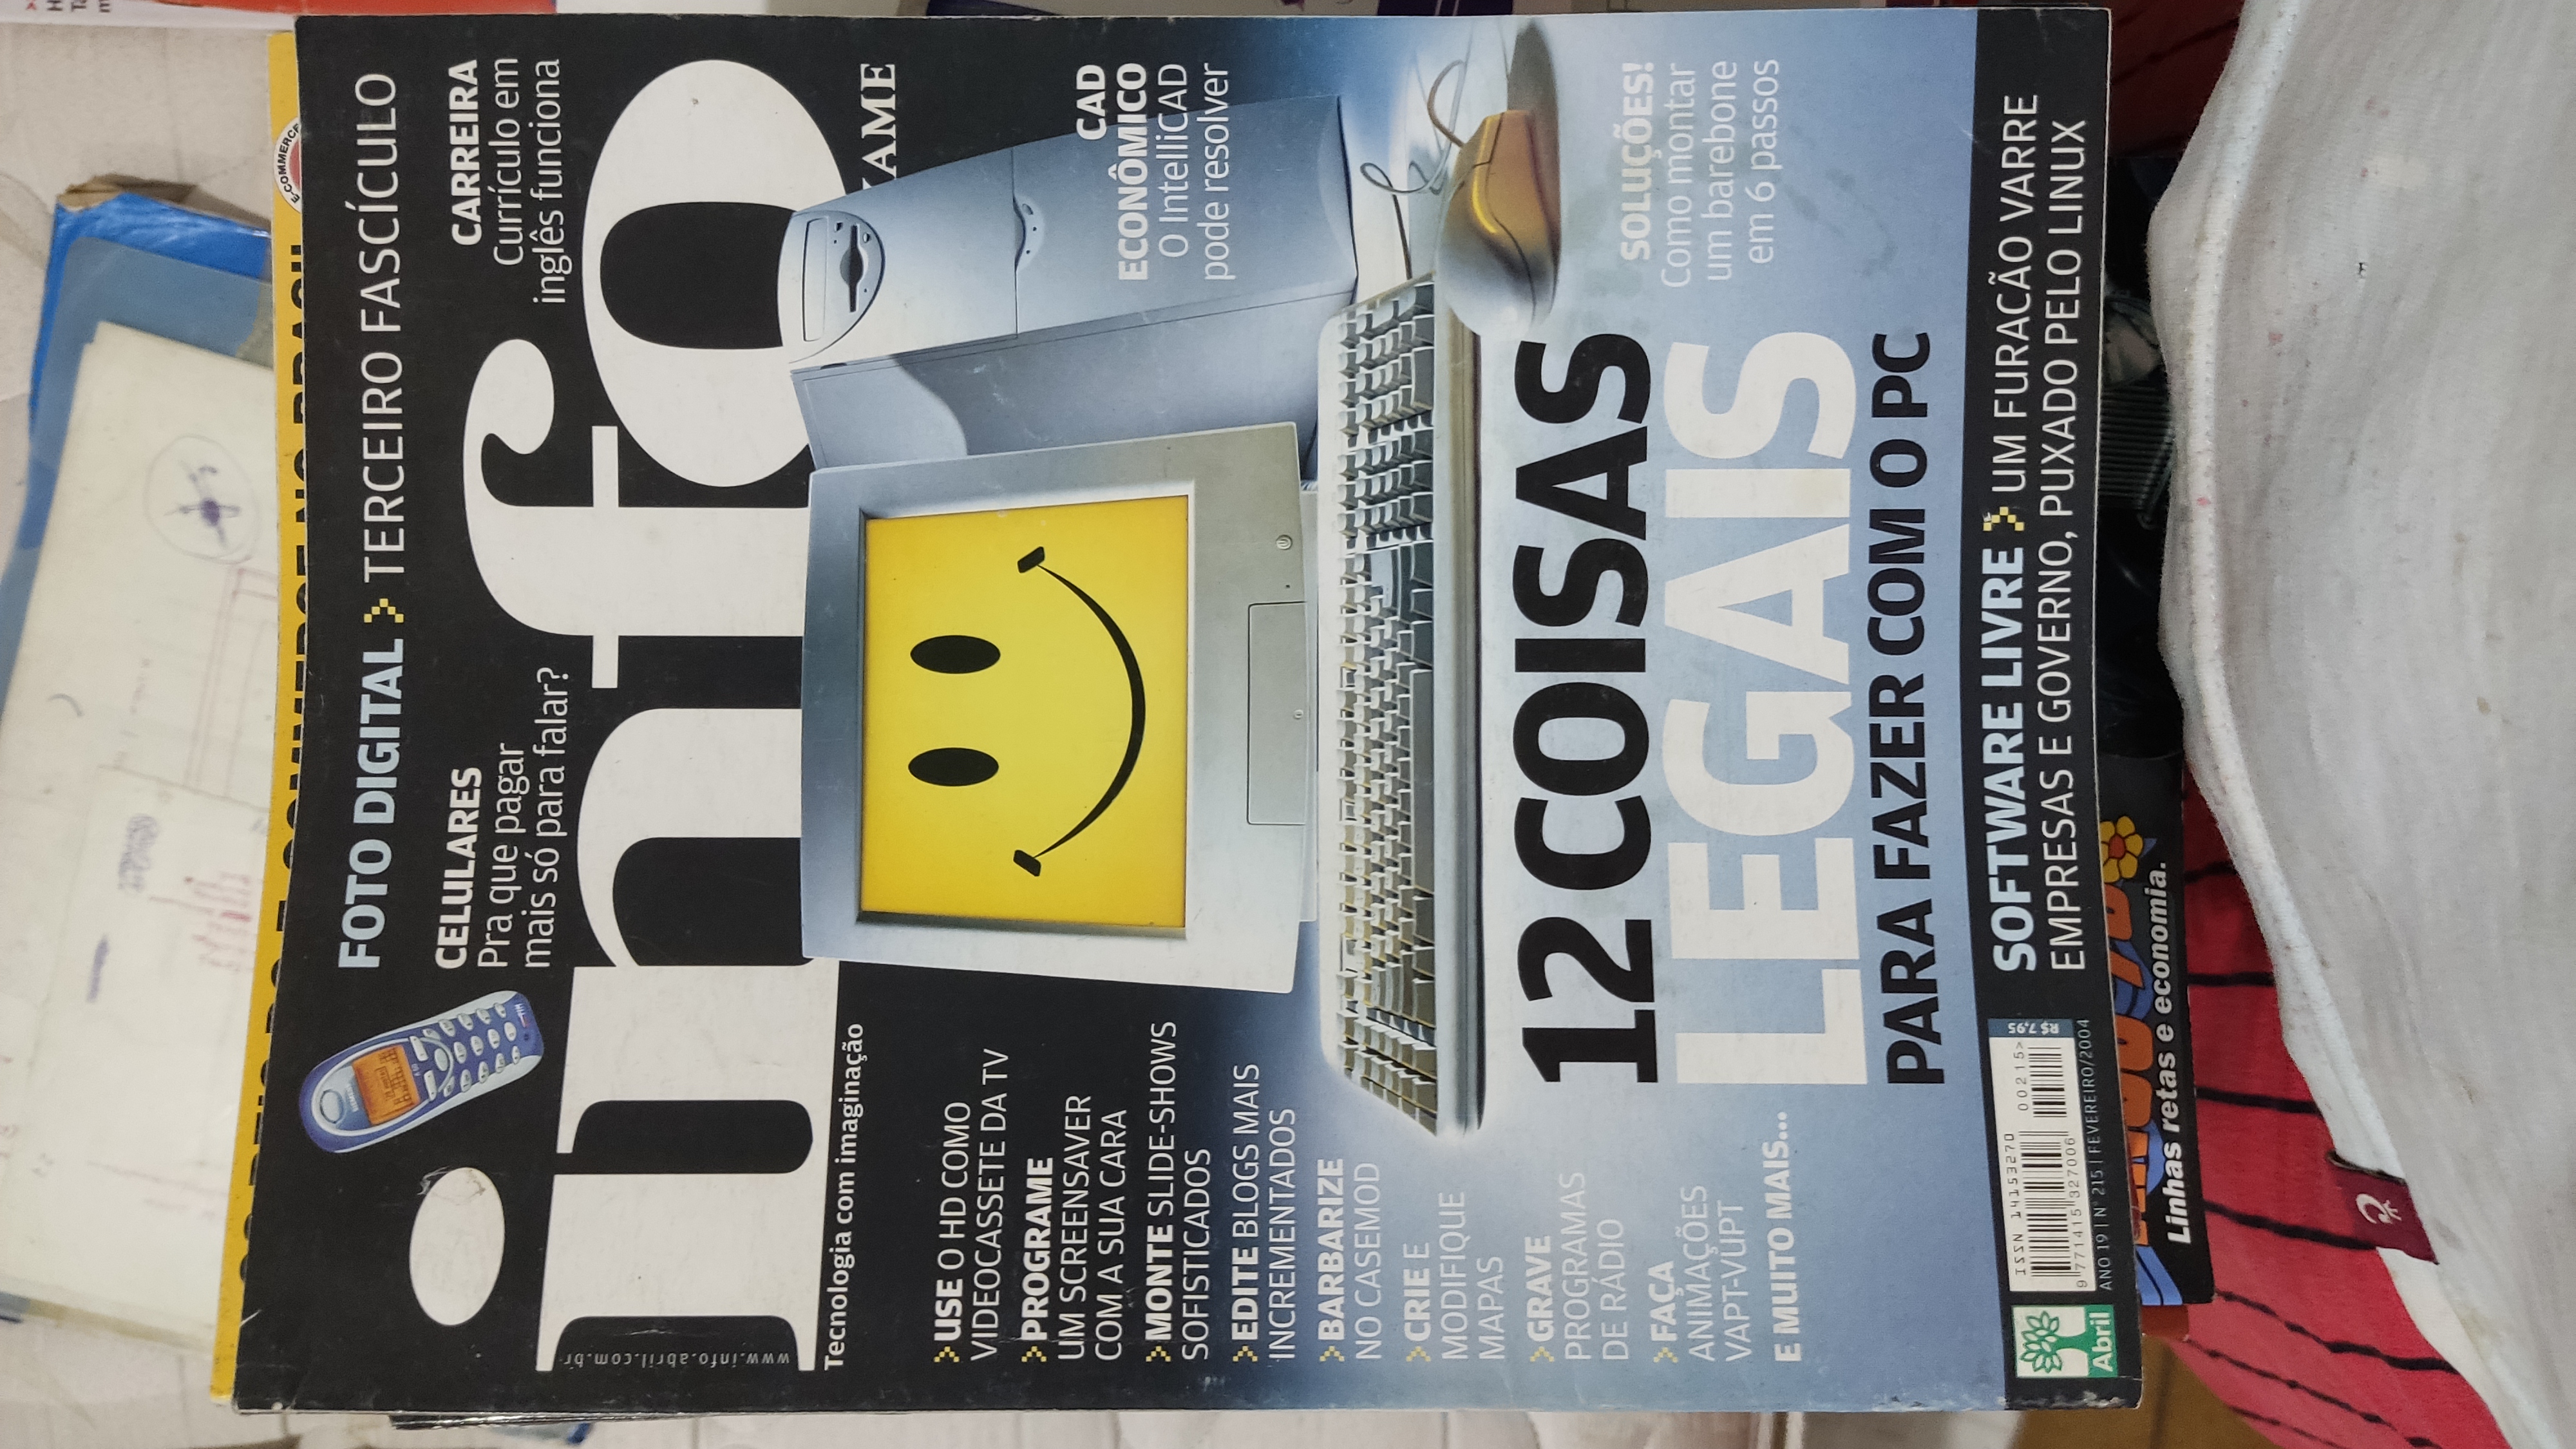 E-COMMERCE
FOTO DIGITAL > TERCEIRO FASCÍCULO
SIEMENS
TIM
CELULARES
Pra que pagar
mais só para falar?
CARREIRA
Currículo em
inglês funciona
info
www.info.abril.com.br
Tecnologia com imaginação
XAME
> USE O HD COMO
VIDEOCASSETE DA TV
> PROGRAME
UM SCREENSAVER
COM A SUA CARA
> MONTE SLIDE-SHOWS
SOFISTICADOS
> EDITE BLOGS MAIS
INCREMENTADOS
> BARBARIZE
NO CASEMOD
> CRIE E
MODIFIQUE
MAPAS
> GRAVE
PROGRAMAS
DE RÁDIO
> FAÇA
ANIMAÇÕES
VAPT-VUPT
E MUITO MAIS...
CAD
ECONÔMICO
O IntelliCAD
pode resolver
12 COISAS
LEGAIS
PARA FAZER COM O PC
SOLUÇÕES!
Como montar
um barebone
em 6 passos
Abril
ISSN 14153270
00215>
9 771415 327006
R$ 7,95
ANO 19 | Nº 215 | FEVEREIRO/2004
SOFTWARE LIVRE > UM FURACÃO VARRE
EMPRESAS E GOVERNO, PUXADO PELO LINUX
Linhas retas e economia.